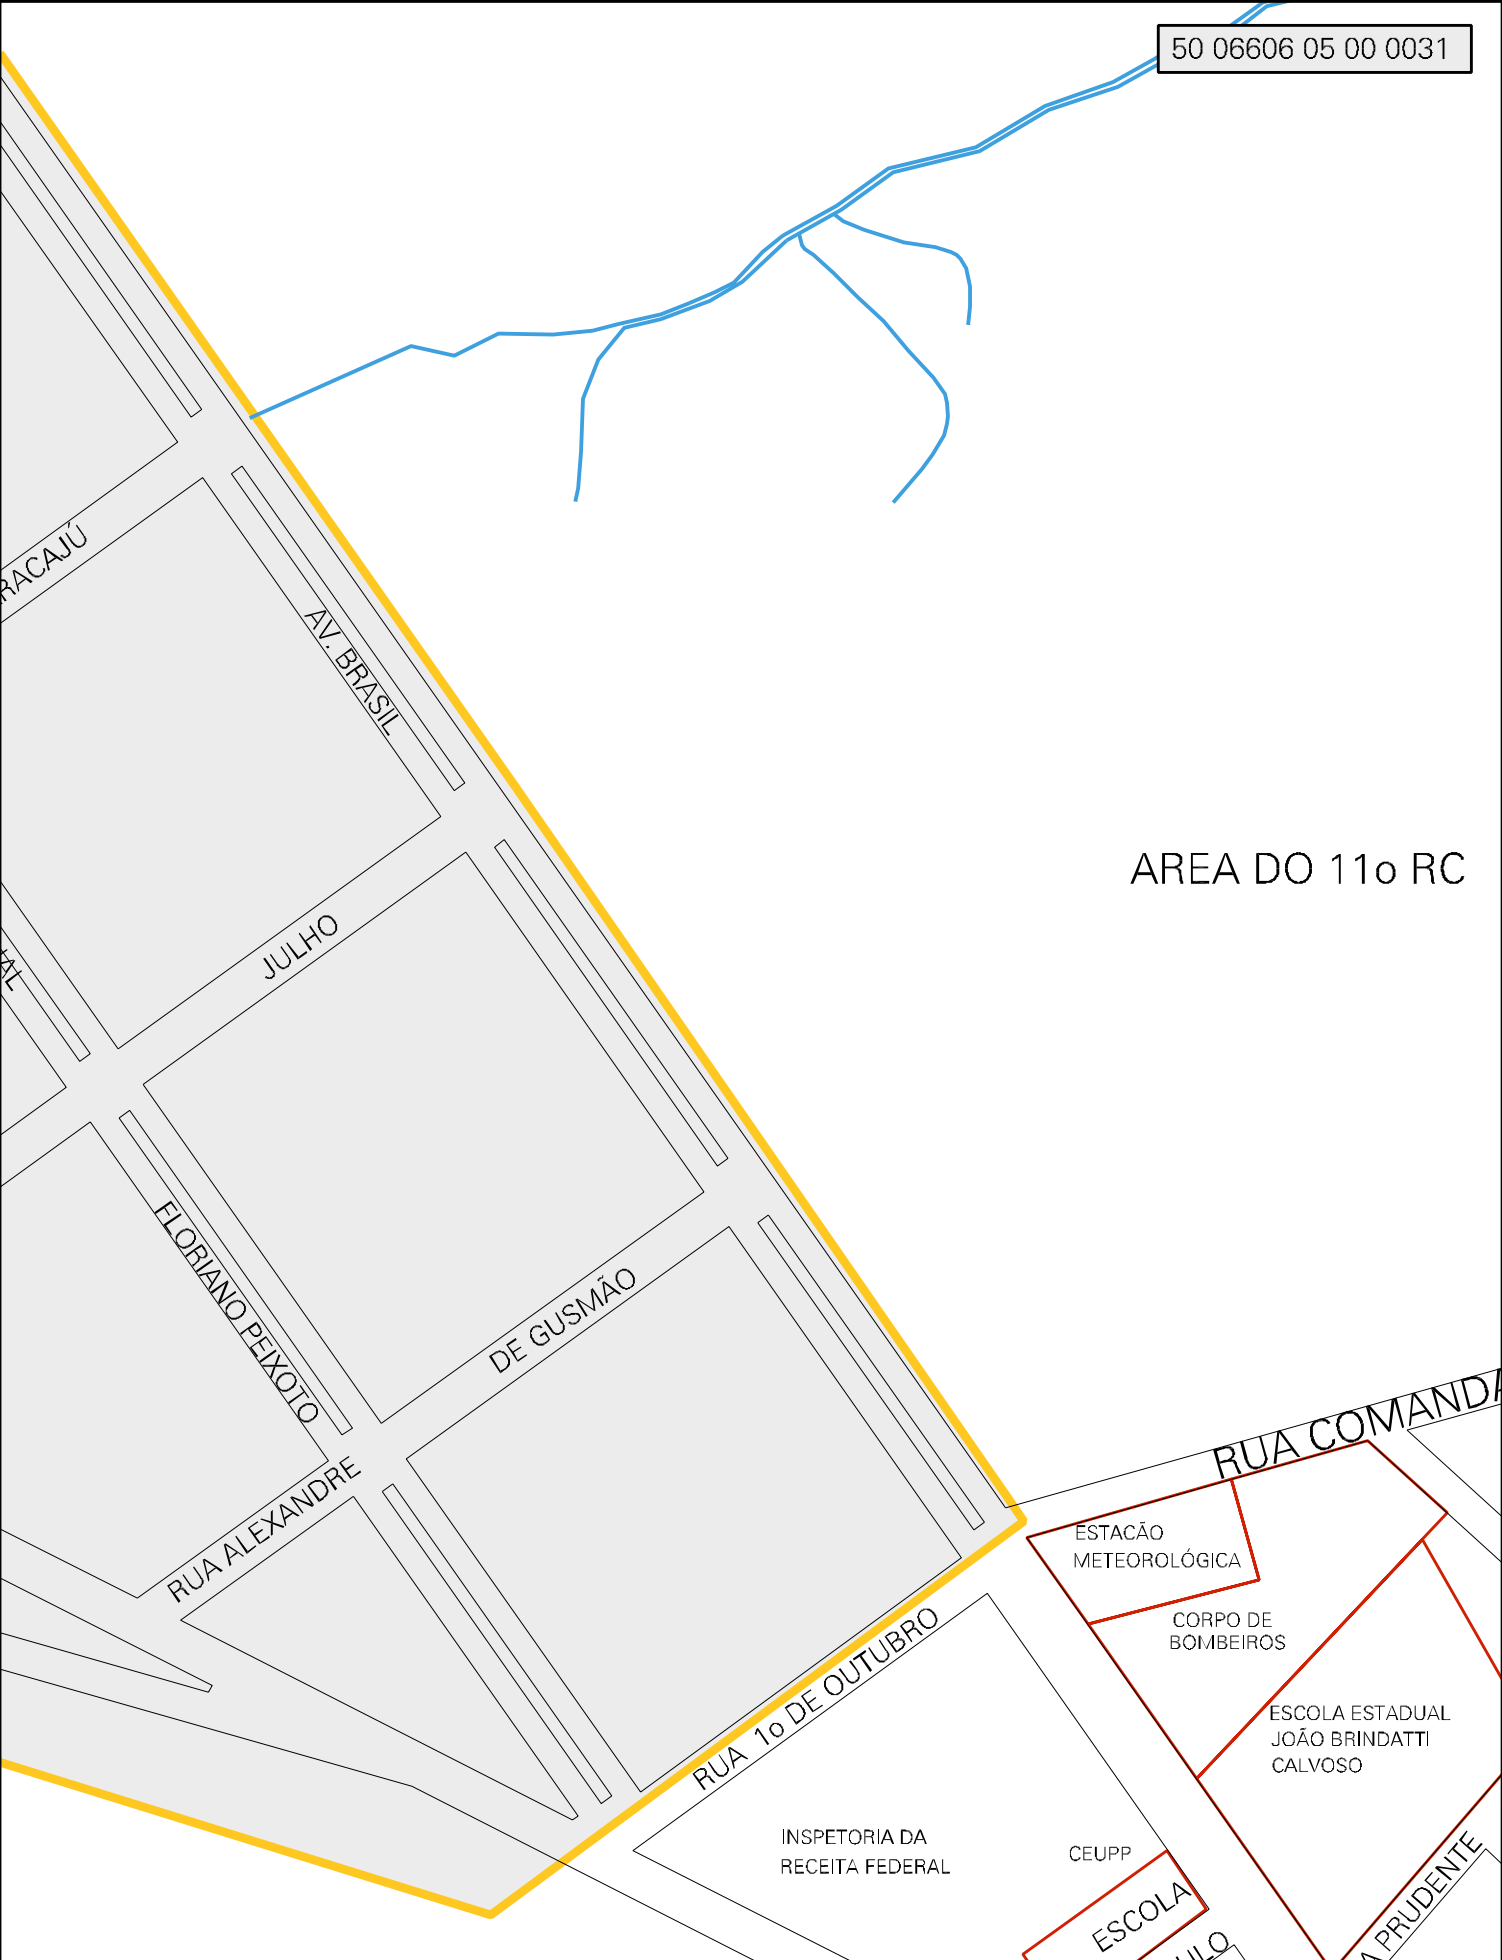 50 06606 05 00 0031
AV. BRASIL
AREA DO 11o RC
JULHO
FLORIANO PEIXOTO
DE GUSMÃO
RUA ALEXANDRE
ESTACÃO
METEOROLÓGICA
CORPO DE
BOMBEIROS
RUA 1o DE OUTUBRO
ESCOLA ESTADUAL
JOÃO BRINDATTI
CALVOSO
INSPETORIA DA
RECEITA FEDERAL
CEUPP
ESCOLA
RUA
PRUDENTE